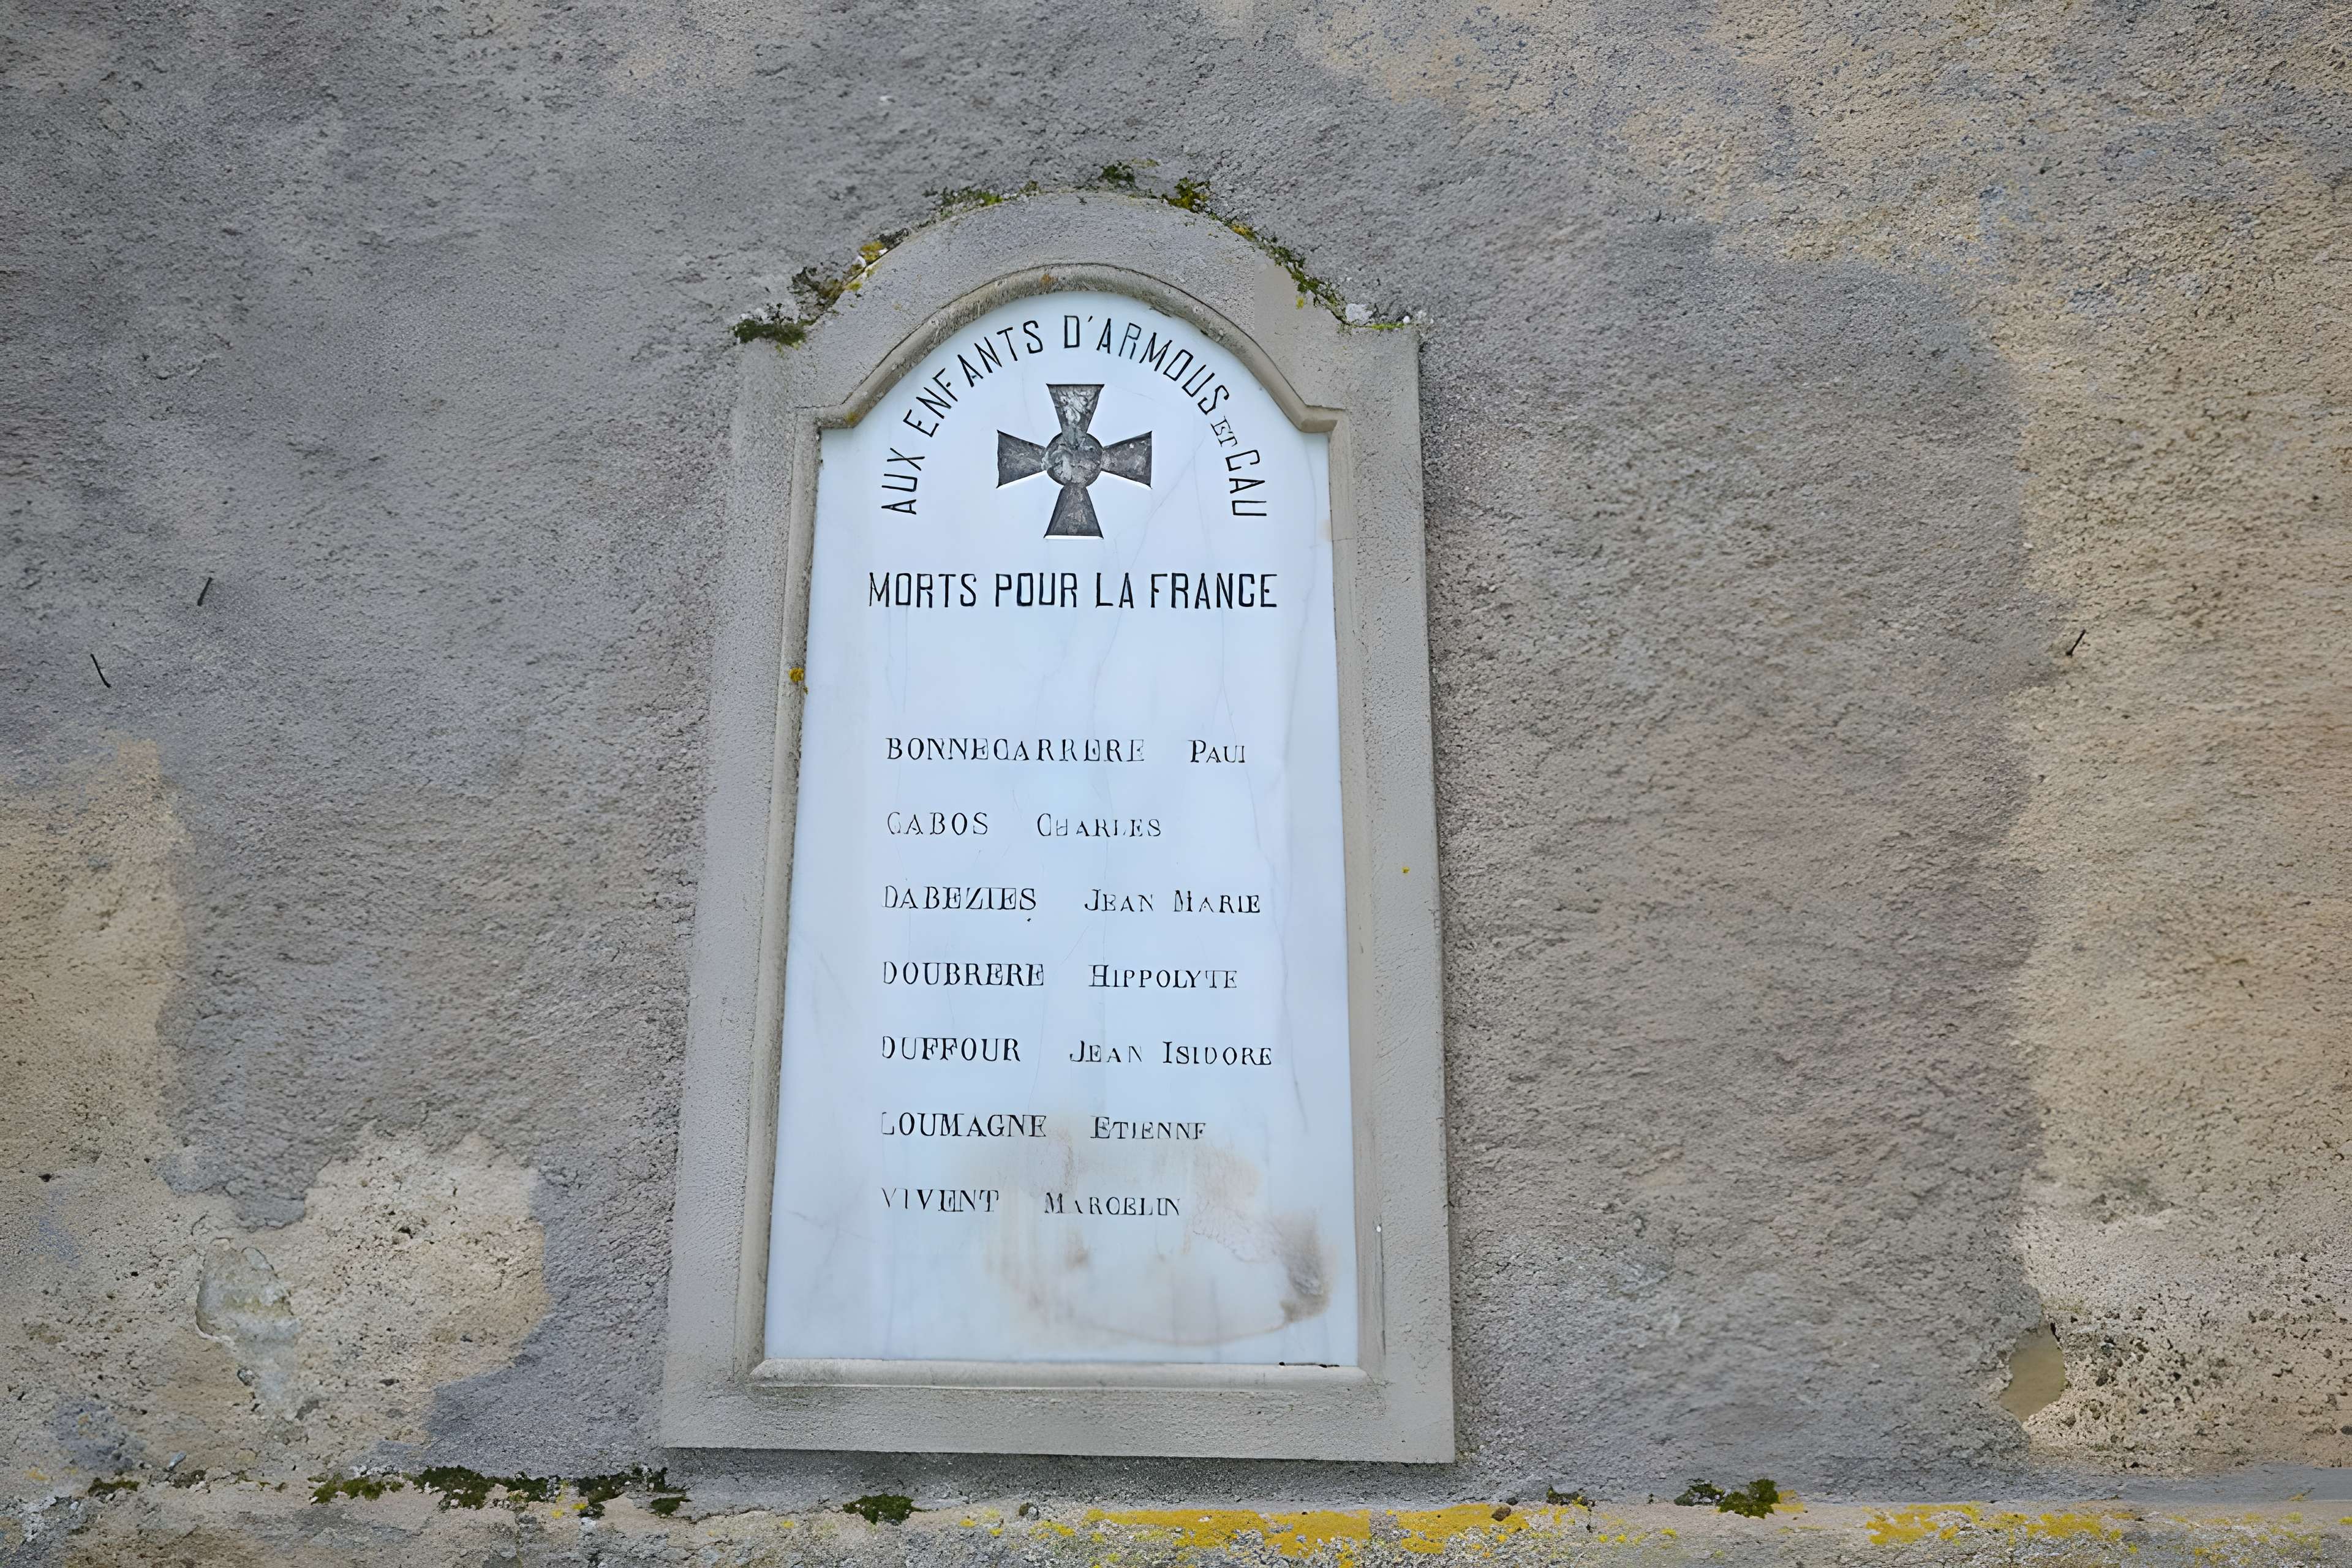 AUX ENFANTS D'ARMOUS ET CAU
MORTS POUR LA FRANCE
BONNECARRERE PAUL
CABOS CHARLES
DABEZIES JEAN MARIE
DOUBRERE HIPPOLYTE
DUFFOUR JEAN ISIDORE
LOUMAGNE ETIENNE
VIVENT MARCELIN